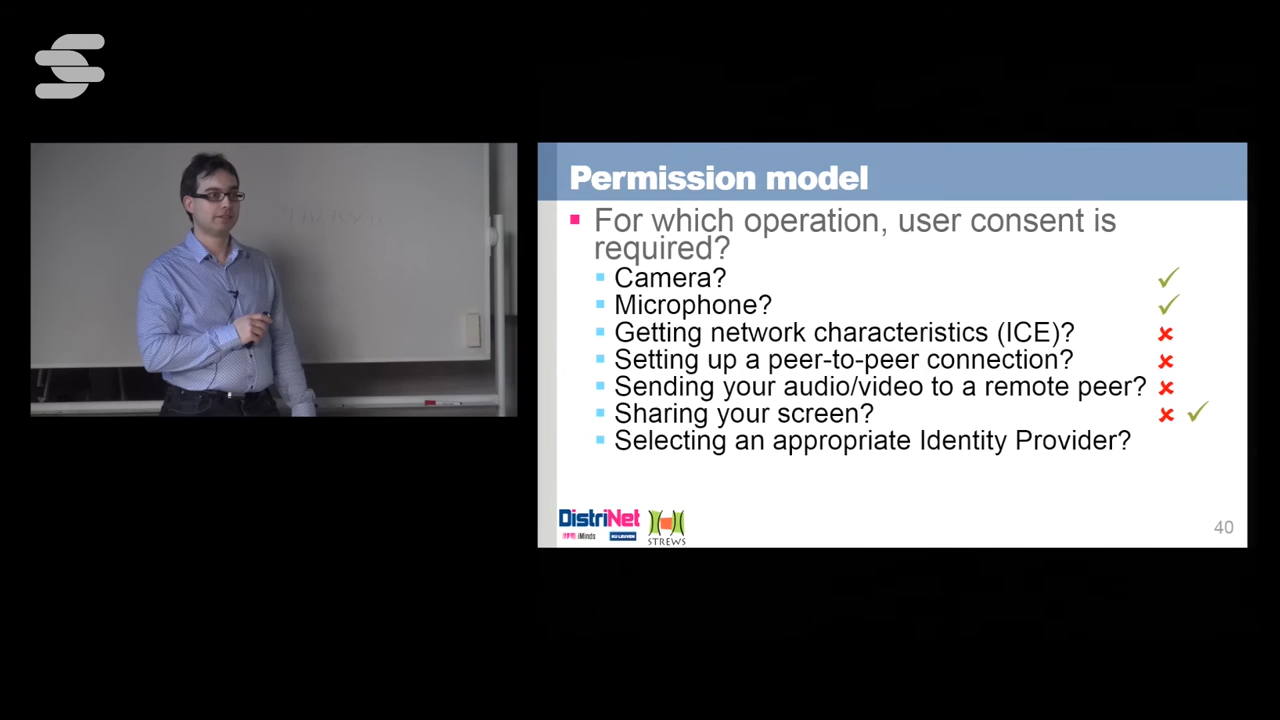 Permission model
For which operation, user consent is
required?
Camera?
Microphone?
Getting network characteristics (ICE)?
Setting up a peer-to-peer connection?
Sending your audio/video to a remote peer?
Sharing your screen?
Selecting an appropriate Identity Provider?
DistriNet
iMinds
KU LEUVEN
STREWS
40